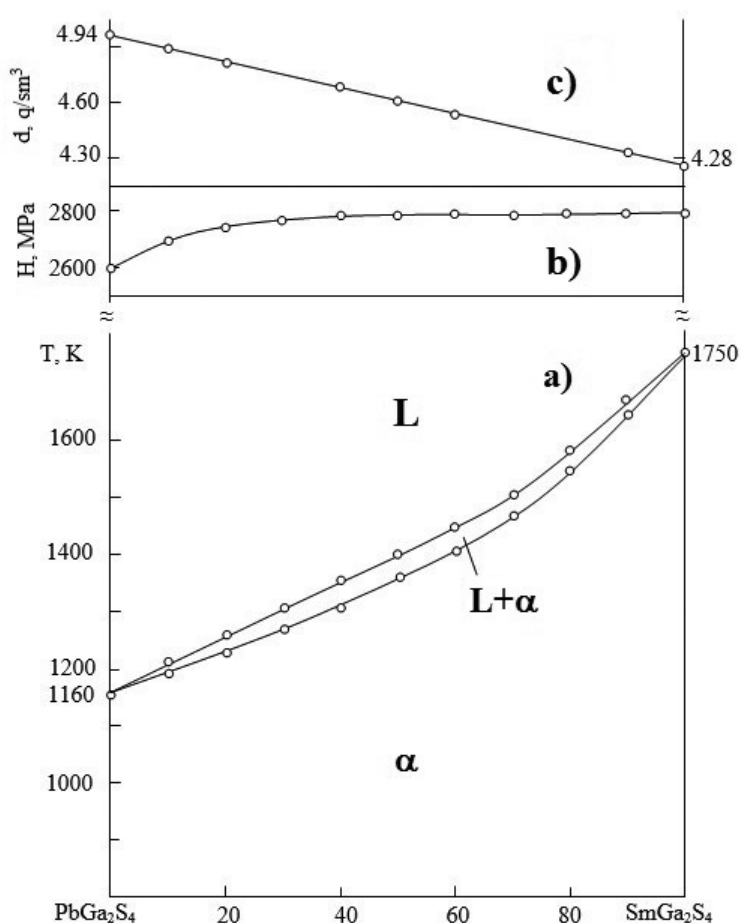 4.94
4.60
4.30
d, q/sm³
c)
4.28
2800
2600
H, MPa
b)
≈
≈
T, K
a)
1750
L
1600
1400
L+α
1200
1160
α
1000
PbGa₂S₄
20
40
60
80
SmGa₂S₄